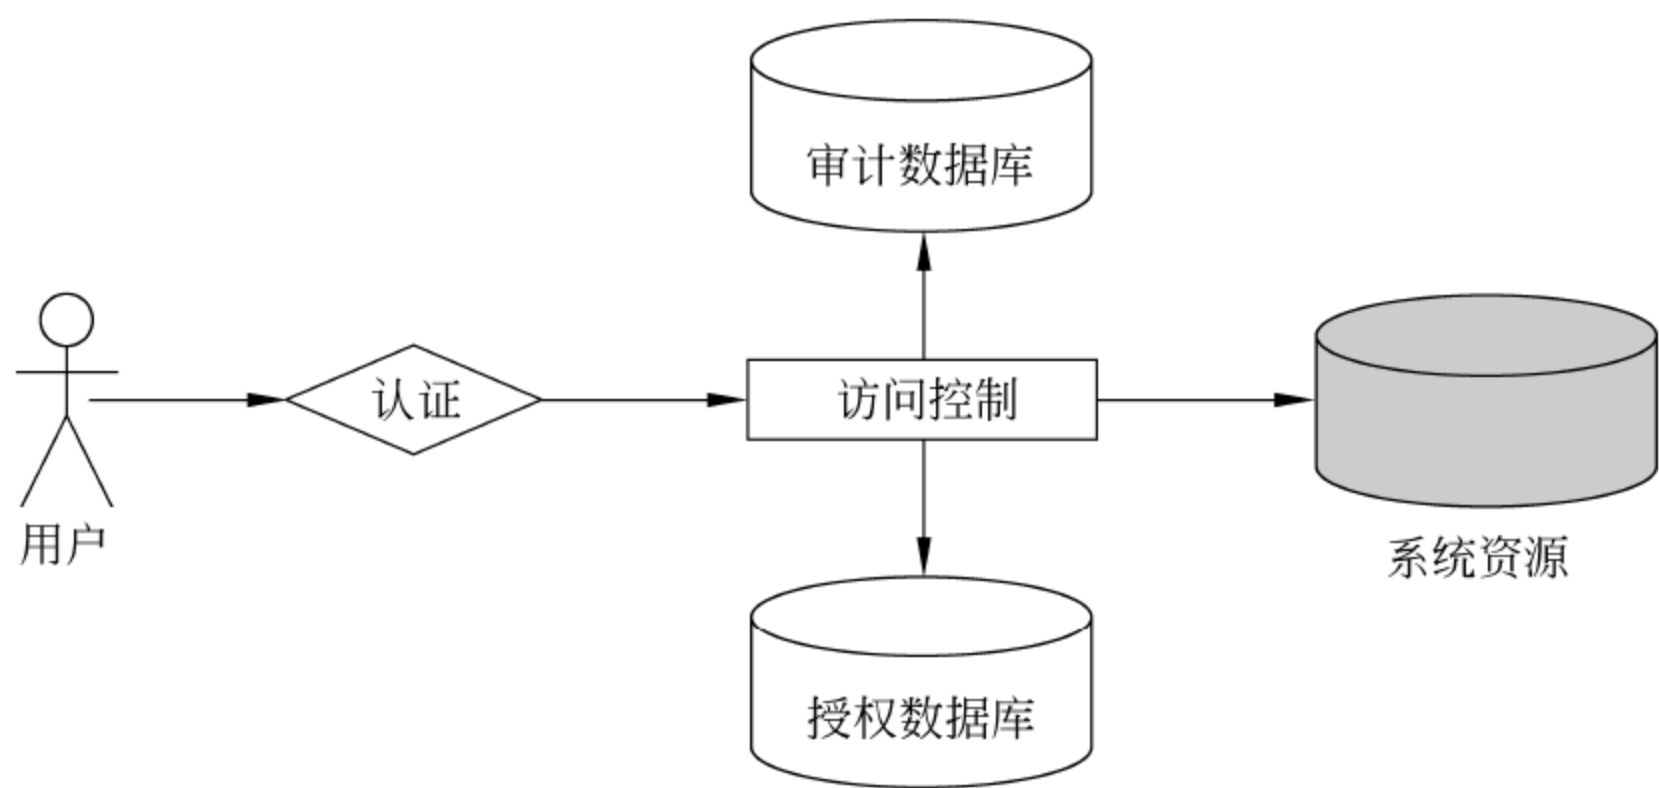 审计数据库
认证
访问控制
用户
系统资源
授权数据库